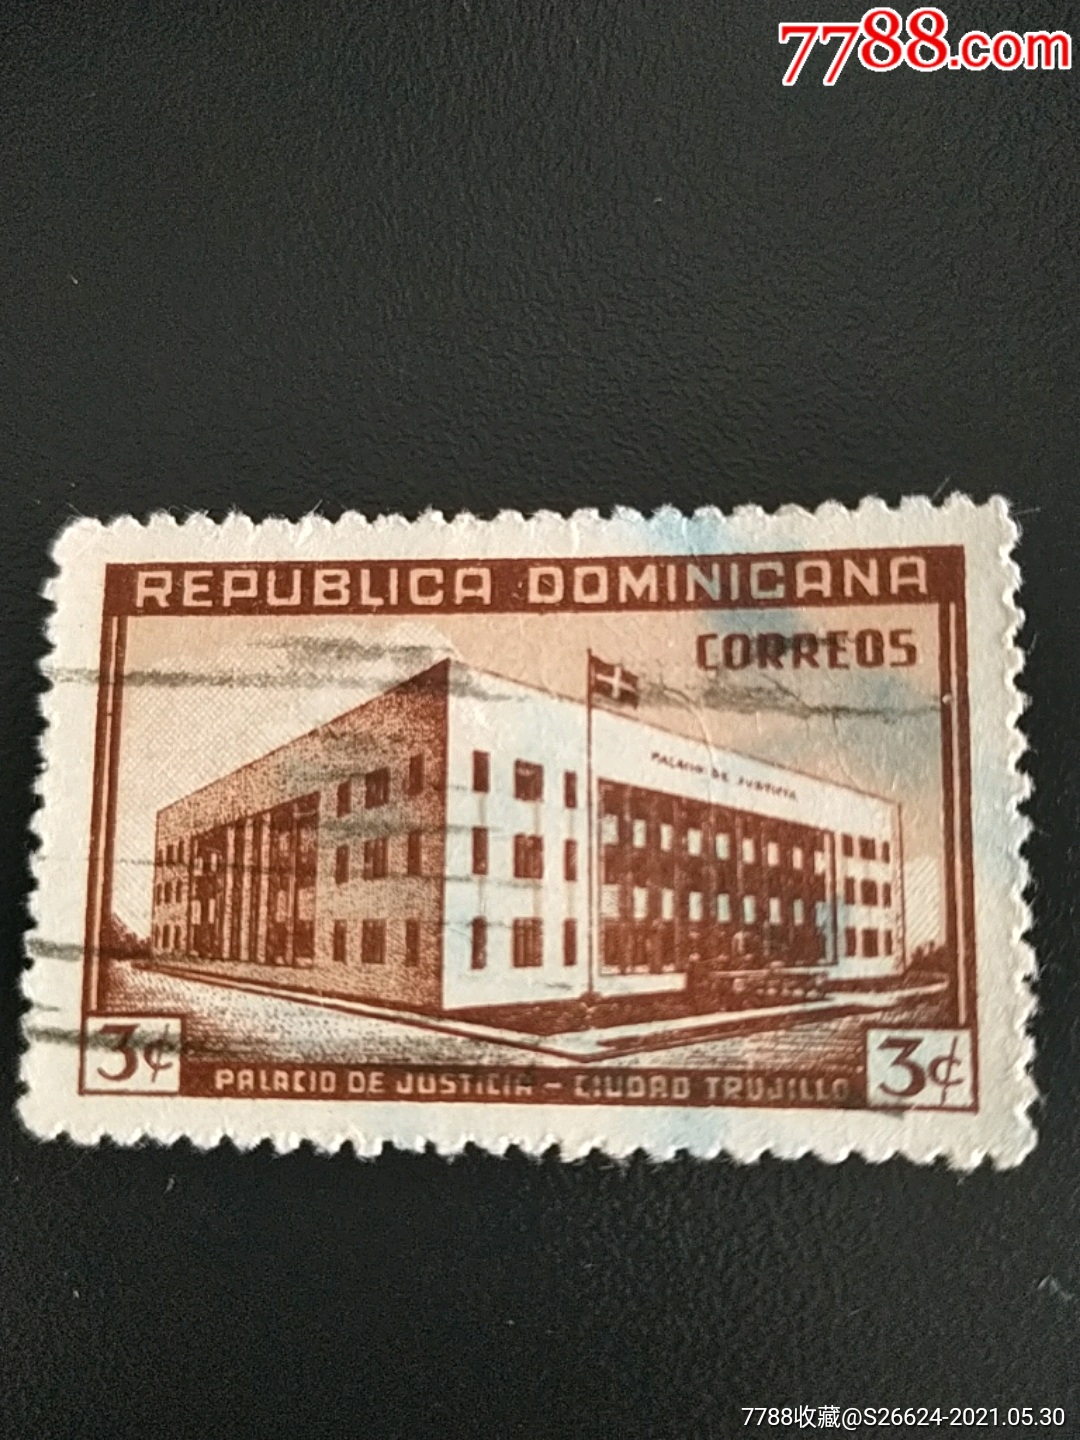 7788.com
REPUBLICA DOMINICANA
CORREOS
PALACIO DE JUSTICIA
3¢
PALACIO DE JUSTICIA – CIUDAD TRUJILLO
3¢
7788收藏@S26624-2021.05.30